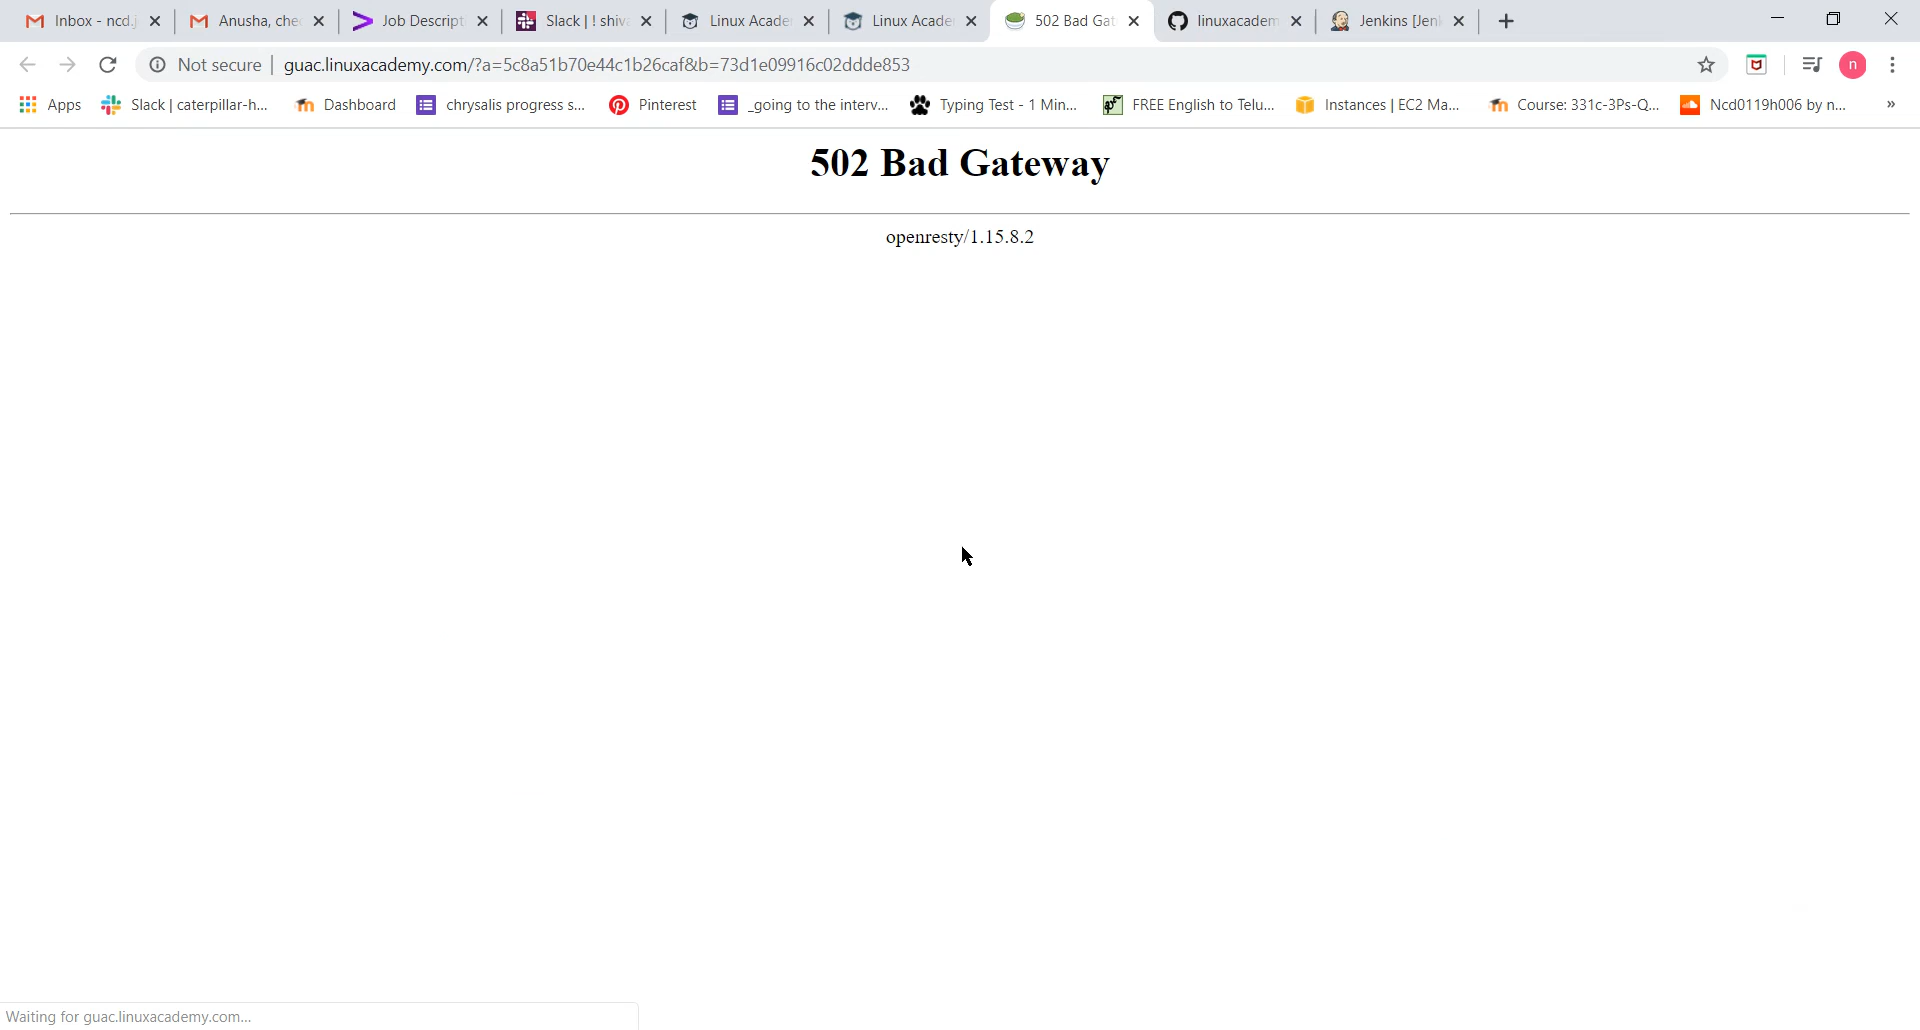 Inbox - ncd.j
Anusha, che
Job Descript
Slack | ! shiv
Linux Acade
Linux Acade
502 Bad Gat
linuxacadem
Jenkins [Jenk
Not secure | guac.linuxacademy.com/?a=5c8a51b70e44c1b26caf&b=73d1e09916c02ddde853
n
Apps
Slack | caterpillar-h...
Dashboard
chrysalis progress s...
Pinterest
_going to the interv...
Typing Test - 1 Min...
FREE English to Telu...
Instances | EC2 Ma...
Course: 331c-3Ps-Q...
Ncd0119h006 by n...
»
502 Bad Gateway
openresty/1.15.8.2
Waiting for guac.linuxacademy.com...